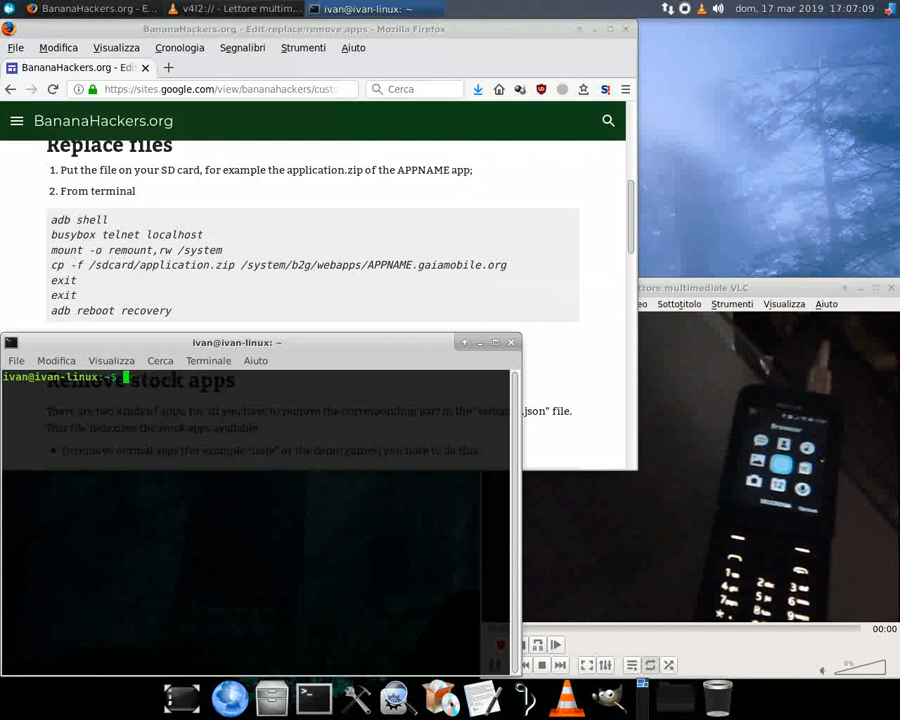 BananaHackers.org - E...
v4l2:// - Lettore multim...
ivan@ivan-linux: ~
dom, 17 mar 2019
17:07:09
BananaHackers.org - Edit/replace/remove apps - Mozilla Firefox
File Modifica Visualizza Cronologia Segnalibri Strumenti Aiuto
BananaHackers.org - Edit
https://sites.google.com/view/bananahackers/cust
Cerca
BananaHackers.org
Replace files
1. Put the file on your SD card, for example the application.zip of the APPNAME app;
2. From terminal
adb shell
busybox telnet localhost
mount -o remount,rw /system
cp -f /sdcard/application.zip /system/b2g/webapps/APPNAME.gaiamobile.org
exit
exit
adb reboot recovery
ttore multimediale VLC
eo Sottotitolo Strumenti Visualizza Aiuto
ivan@ivan-linux: ~
File Modifica Visualizza Cerca Terminale Aiuto
ivan@ivan-linux:~$
Remove stock apps
There are two kinds of apps, for all you have to remove the corresponding part in the
.json" file.
This file indexizes the stock apps available
To remove normal apps (for example "note" or the demo games) you have to do this
Browser
12
00:00
0%